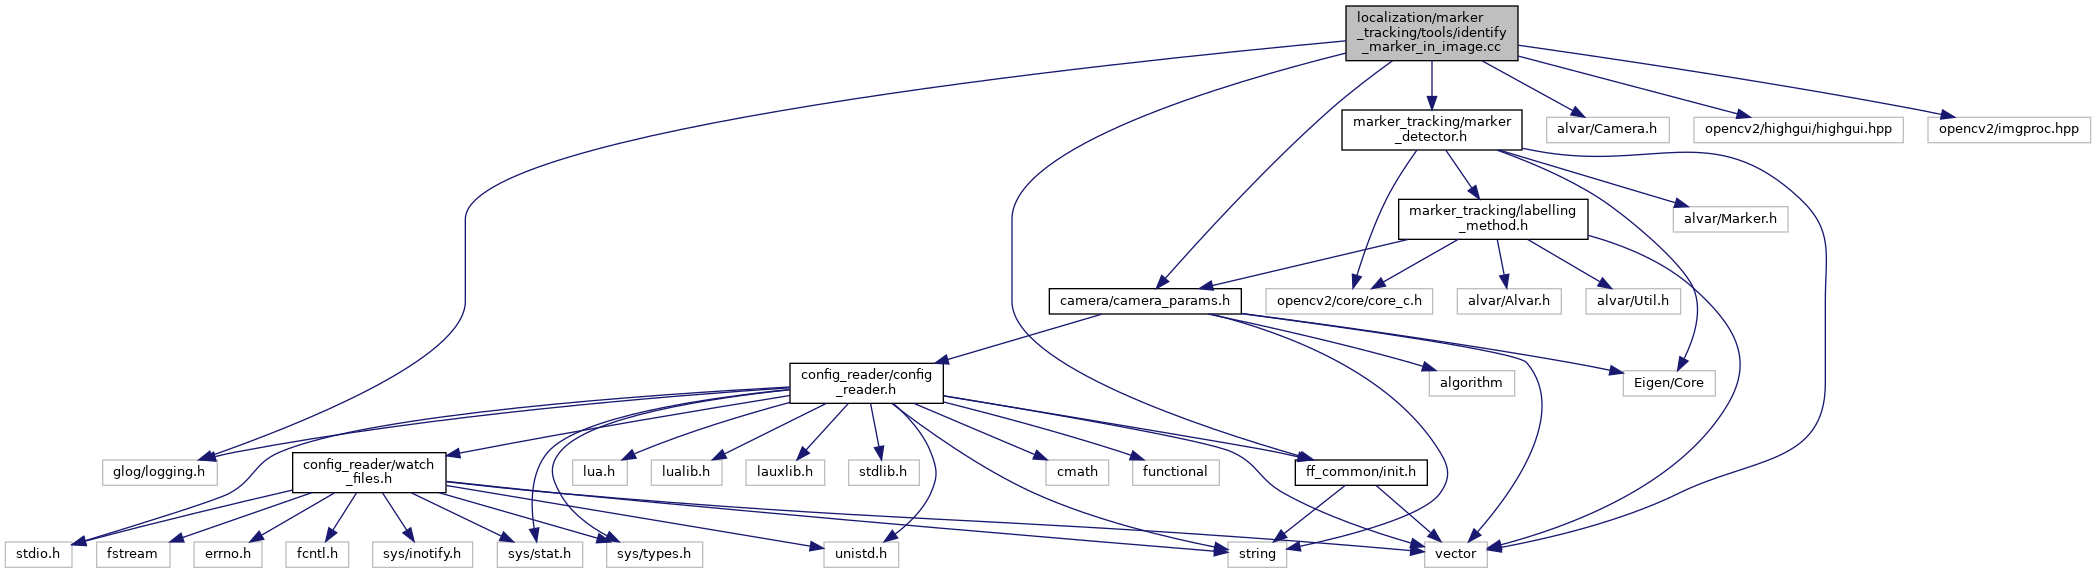 localization/marker
_tracking/tools/identify
_marker_in_image.cc
marker_tracking/marker
_detector.h
alvar/Camera.h
opencv2/highgui/highgui.hpp
opencv2/imgproc.hpp
marker_tracking/labelling
_method.h
alvar/Marker.h
camera/camera_params.h
opencv2/core/core_c.h
alvar/Alvar.h
alvar/Util.h
config_reader/config
_reader.h
algorithm
Eigen/Core
glog/logging.h
config_reader/watch
_files.h
lua.h
lualib.h
lauxlib.h
stdlib.h
cmath
functional
ff_common/init.h
stdio.h
fstream
errno.h
fcntl.h
sys/inotify.h
sys/stat.h
sys/types.h
unistd.h
string
vector